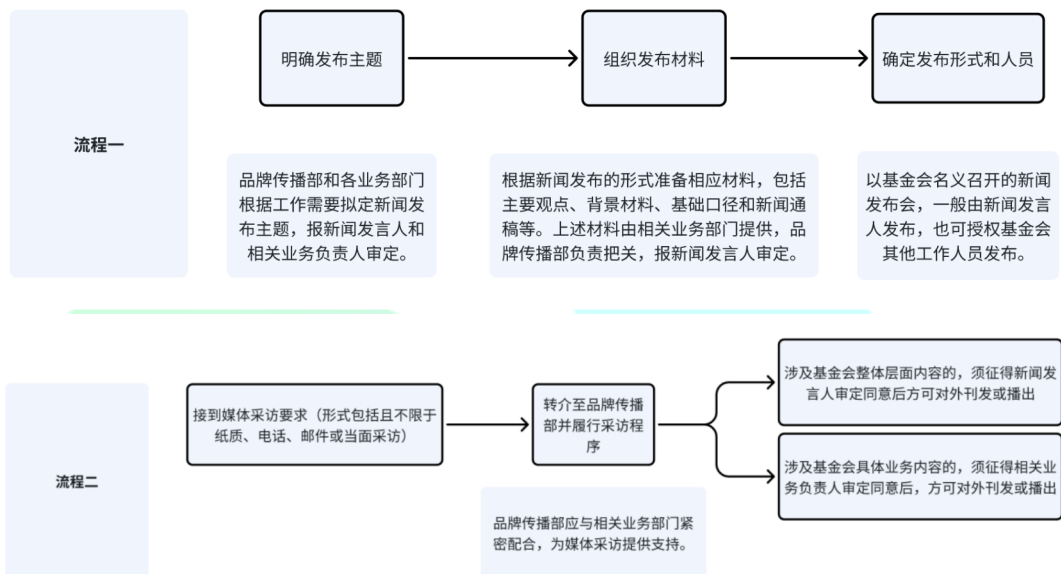 明确发布主题
组织发布材料
确定发布形式和人员
流程一
品牌传播部和各业务部门
根据工作需要拟定新闻发
布主题，报新闻发言人和
相关业务负责人审定。
根据新闻发布的形式准备相应材料，包括
主要观点、背景材料、基础口径和新闻通
稿等。上述材料由相关业务部门提供，品
牌传播部负责把关，报新闻发言人审定。
以基金会名义召开的新闻
发布会，一般由新闻发言
人发布，也可授权基金会
其他工作人员发布。
接到媒体采访要求（形式包括且不限于
纸质、电话、邮件或当面采访）
转介至品牌传播
部并履行采访程
序
涉及基金会整体层面内容的，须征得新闻发
言人审定同意后方可对外刊发或播出
涉及基金会具体业务内容的，须征得相关业
务负责人审定同意后，方可对外刊发或播出
流程二
品牌传播部应与相关业务部门紧
密配合，为媒体采访提供支持。